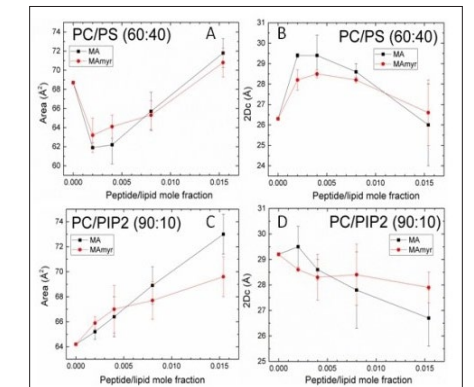 PC/PS (60:40) A
MA
MAmyr
Area (Å²)
74
72
70
68
66
64
62
60
0.000 0.005 0.010 0.015
Peptide/lipid mole fraction
B PC/PS (60:40)
MA
MAmyr
2Dc (Å)
31
30
29
28
27
26
25
24
0.000 0.005 0.010 0.015
Peptide/lipid mole fraction
PC/PIP2 (90:10) C
MA
MAmyr
Area (Å²)
74
72
70
68
66
64
0.000 0.005 0.010 0.015
Peptide/lipid mole fraction
D PC/PIP2 (90:10)
MA
MAmyr
2Dc (Å)
31
30
29
28
27
26
25
0.000 0.005 0.010 0.015
Peptide/lipid mole fraction